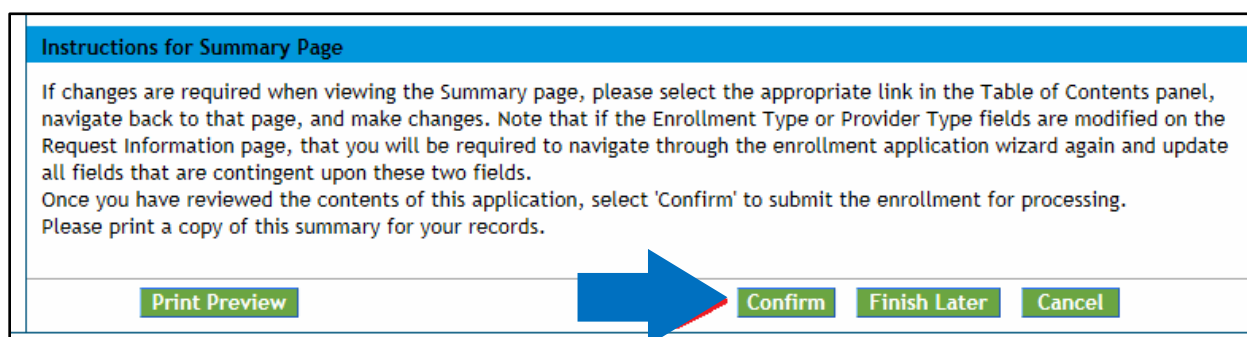 Instructions for Summary Page
If changes are required when viewing the Summary page, please select the appropriate link in the Table of Contents panel,
navigate back to that page, and make changes. Note that if the Enrollment Type or Provider Type fields are modified on the
Request Information page, that you will be required to navigate through the enrollment application wizard again and update
all fields that are contingent upon these two fields.
Once you have reviewed the contents of this application, select 'Confirm' to submit the enrollment for processing.
Please print a copy of this summary for your records.
Print Preview Confirm Finish Later Cancel